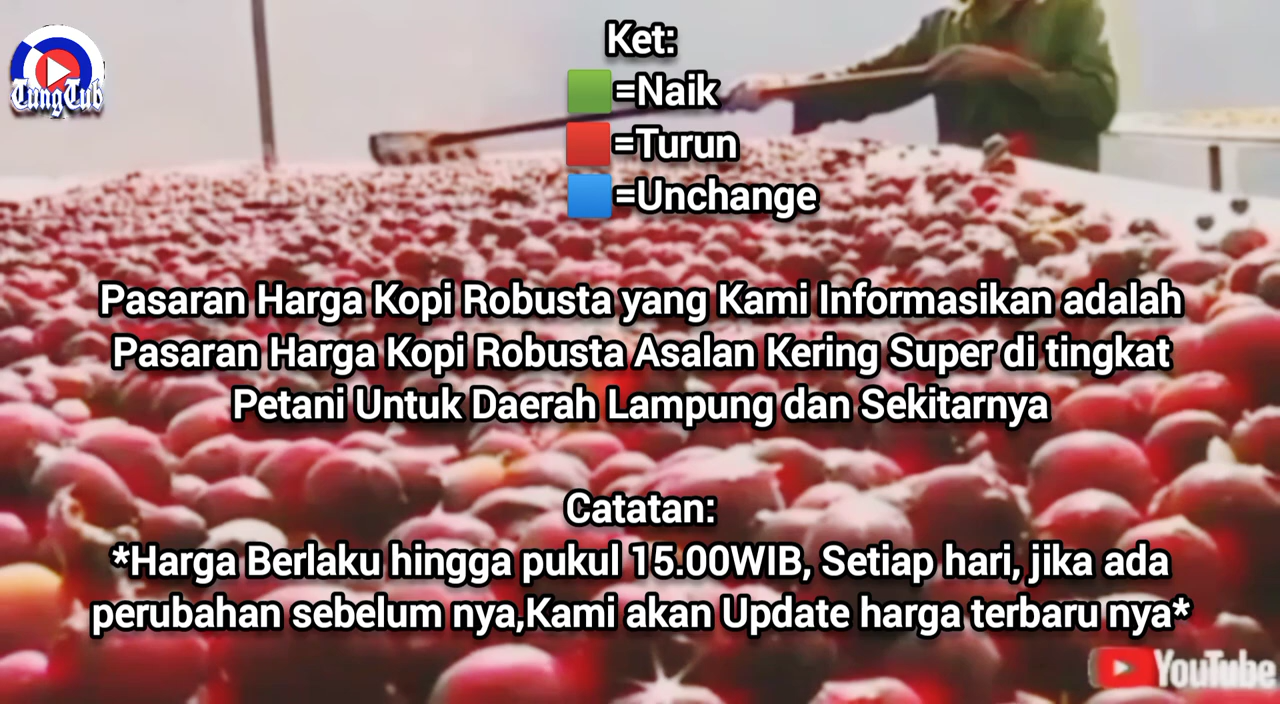 TungTub
Ket:
🟩=Naik
🟥=Turun
🟦=Unchange
Pasaran Harga Kopi Robusta yang Kami Informasikan adalah
Pasaran Harga Kopi Robusta Asalan Kering Super di tingkat
Petani Untuk Daerah Lampung dan Sekitarnya
Catatan:
*Harga Berlaku hingga pukul 15.00WIB, Setiap hari, jika ada
perubahan sebelum nya,Kami akan Update harga terbaru nya*
YouTube